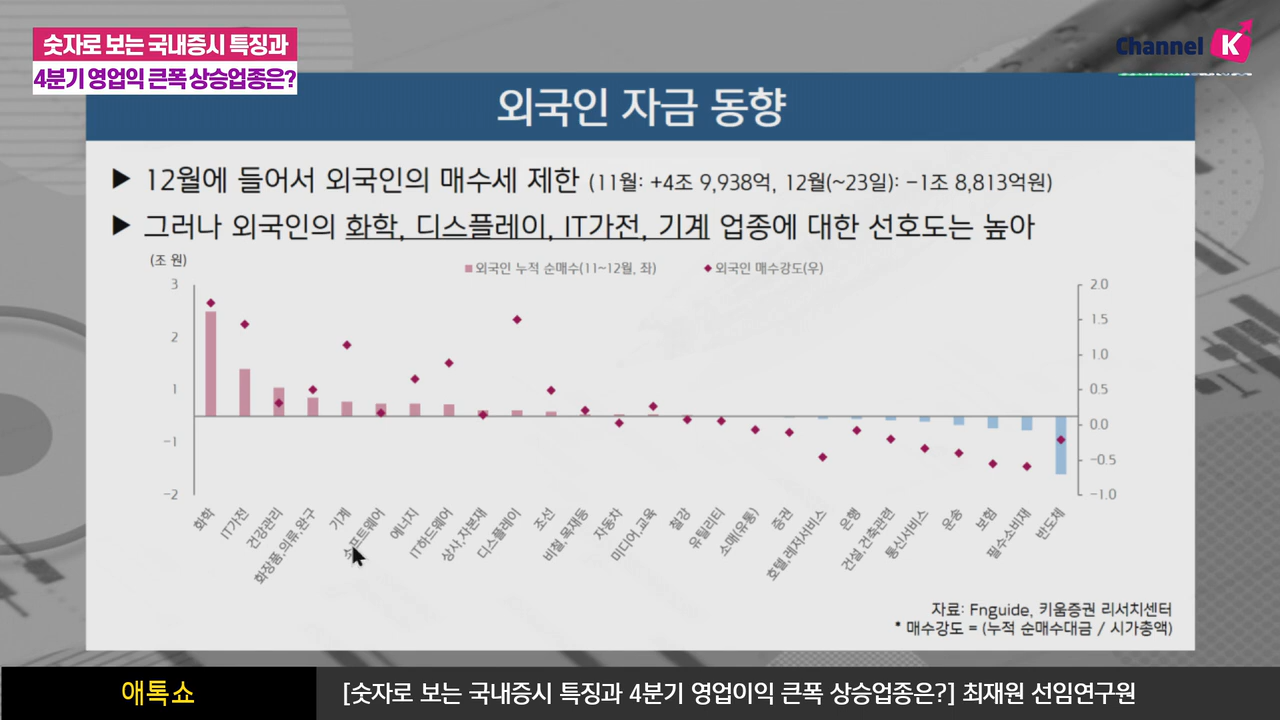 숫자로 보는 국내증시 특징과
4분기 영업익 큰폭 상승업종은?
Channel K
외국인 자금 동향
▶ 12월에 들어서 외국인의 매수세 제한 (11월: +4조 9,938억, 12월(~23일): -1조 8,813억원)
▶ 그러나 외국인의 화학, 디스플레이, IT가전, 기계 업종에 대한 선호도는 높아
(조 원)
외국인 누적 순매수(11~12월, 좌)
외국인 매수강도(우)
3
2
1
-1
-2
2.0
1.5
1.0
0.5
0.0
-0.5
-1.0
화학
IT가전
건강관리
화장품,의류,완구
기계
소프트웨어
에너지
IT하드웨어
상사,자본재
디스플레이
조선
비철,목재등
자동차
미디어,교육
철강
유틸리티
소매(유통)
증권
호텔,레저서비스
은행
건설,건축관련
통신서비스
운송
보험
필수소비재
반도체
자료: Fnguide, 키움증권 리서치센터
* 매수강도 = (누적 순매수대금 / 시가총액)
애톡쇼
[숫자로 보는 국내증시 특징과 4분기 영업이익 큰폭 상승업종은?] 최재원 선임연구원